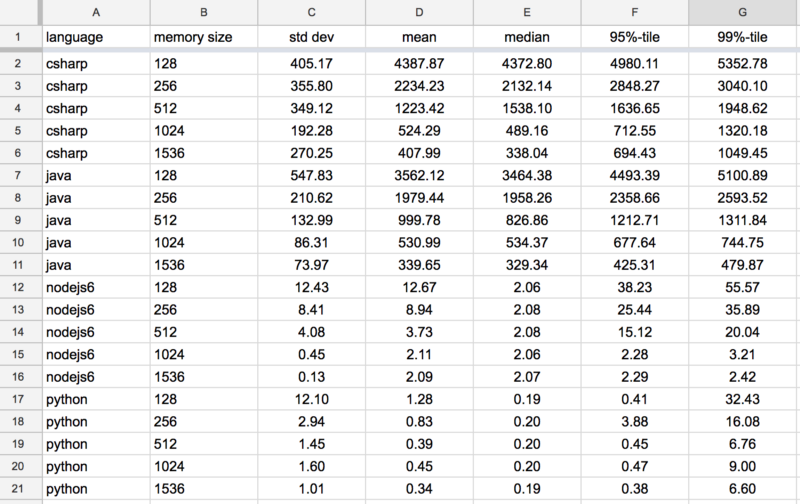 A B C D E F G
1 language memory size std dev mean median 95%-tile 99%-tile
2 csharp 128 405.17 4387.87 4372.80 4980.11 5352.78
3 csharp 256 355.80 2234.23 2132.14 2848.27 3040.10
4 csharp 512 349.12 1223.42 1538.10 1636.65 1948.62
5 csharp 1024 192.28 524.29 489.16 712.55 1320.18
6 csharp 1536 270.25 407.99 338.04 694.43 1049.45
7 java 128 547.83 3562.12 3464.38 4493.39 5100.89
8 java 256 210.62 1979.44 1958.26 2358.66 2593.52
9 java 512 132.99 999.78 826.86 1212.71 1311.84
10 java 1024 86.31 530.99 534.37 677.64 744.75
11 java 1536 73.97 339.65 329.34 425.31 479.87
12 nodejs6 128 12.43 12.67 2.06 38.23 55.57
13 nodejs6 256 8.41 8.94 2.08 25.44 35.89
14 nodejs6 512 4.08 3.73 2.08 15.12 20.04
15 nodejs6 1024 0.45 2.11 2.06 2.28 3.21
16 nodejs6 1536 0.13 2.09 2.07 2.29 2.42
17 python 128 12.10 1.28 0.19 0.41 32.43
18 python 256 2.94 0.83 0.20 3.88 16.08
19 python 512 1.45 0.39 0.20 0.45 6.76
20 python 1024 1.60 0.45 0.20 0.47 9.00
21 python 1536 1.01 0.34 0.19 0.38 6.60